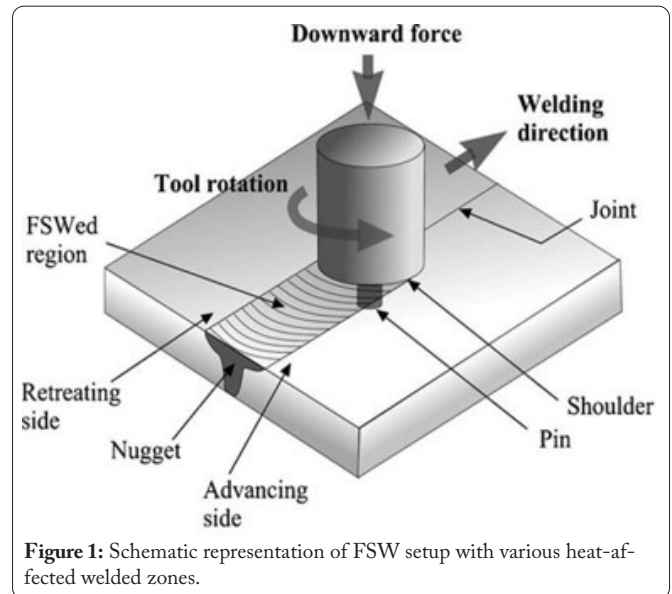 Downward force
Welding
direction
Tool rotation
Joint
FSWed
region
Retreating
side
Nugget
Advancing
side
Shoulder
Pin
Figure 1: Schematic representation of FSW setup with various heat-af-
fected welded zones.